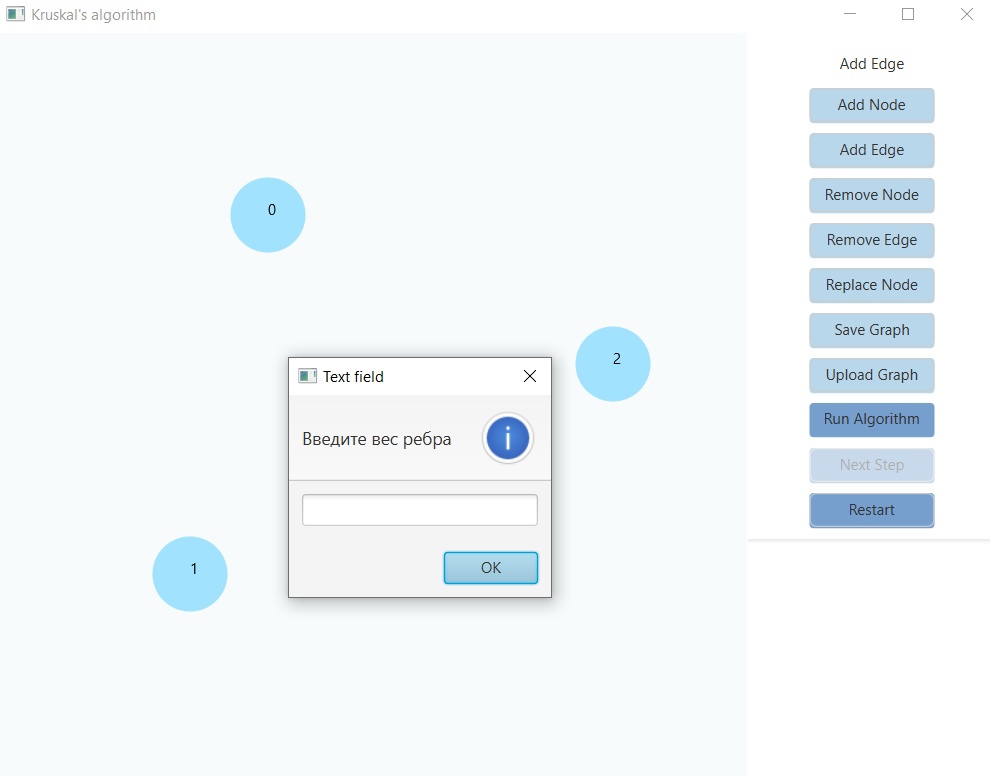 Kruskal's algorithm
Add Edge
Add Node
Add Edge
Remove Node
Remove Edge
Replace Node
Save Graph
Upload Graph
Run Algorithm
Next Step
Restart
0
2
1
Text field
Введите вес ребра
i
OK